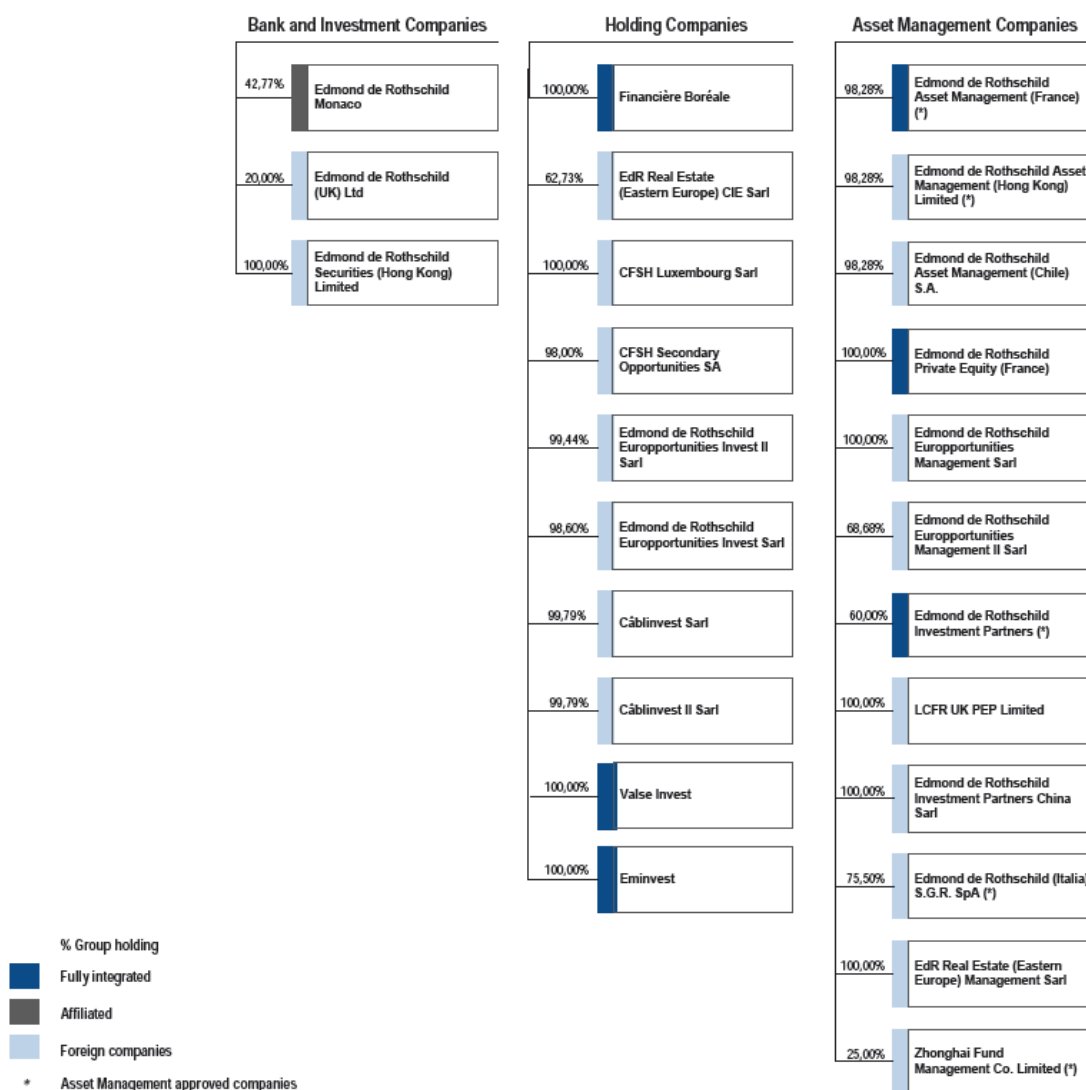 Bank and Investment Companies
42,77%
Edmond de Rothschild
Monaco
20,00%
Edmond de Rothschild
(UK) Ltd
100,00%
Edmond de Rothschild
Securities (Hong Kong)
Limited
Holding Companies
100,00%
Financière Boréale
62,73%
EdR Real Estate
(Eastern Europe) CIE Sarl
100,00%
CFSH Luxembourg Sarl
98,00%
CFSH Secondary
Opportunities SA
99,44%
Edmond de Rothschild
Europportunities Invest II
Sarl
98,60%
Edmond de Rothschild
Europportunities Invest Sarl
99,79%
Câblinvest Sarl
99,79%
Câblinvest II Sarl
100,00%
Valse Invest
100,00%
Eminvest
Asset Management Companies
98,28%
Edmond de Rothschild
Asset Management (France)
(*)
98,28%
Edmond de Rothschild Asset
Management (Hong Kong)
Limited (*)
98,28%
Edmond de Rothschild
Asset Management (Chile)
S.A.
100,00%
Edmond de Rothschild
Private Equity (France)
100,00%
Edmond de Rothschild
Europportunities
Management Sarl
68,68%
Edmond de Rothschild
Europportunities
Management II Sarl
60,00%
Edmond de Rothschild
Investment Partners (*)
100,00%
LCFR UK PEP Limited
100,00%
Edmond de Rothschild
Investment Partners China
Sarl
75,50%
Edmond de Rothschild (Italia)
S.G.R. SpA (*)
100,00%
EdR Real Estate (Eastern
Europe) Management Sarl
25,00%
Zhonghai Fund
Management Co. Limited (*)
% Group holding
Fully integrated
Affiliated
Foreign companies
* Asset Management approved companies